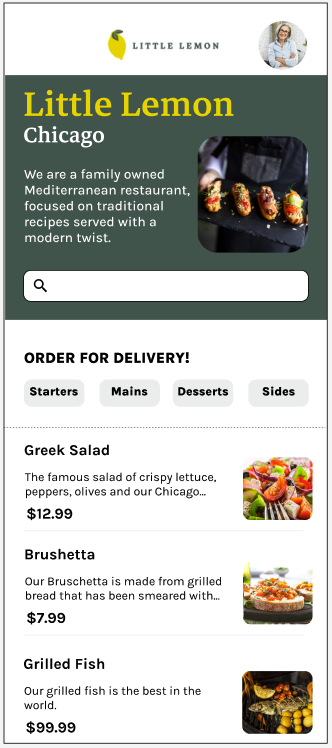 LITTLE LEMON
Little Lemon
Chicago
We are a family owned
Mediterranean restaurant,
focused on traditional
recipes served with a
modern twist.
ORDER FOR DELIVERY!
Starters Mains Desserts Sides
Greek Salad
The famous salad of crispy lettuce,
peppers, olives and our Chicago...
$12.99
Brushetta
Our Bruschetta is made from grilled
bread that has been smeared with...
$7.99
Grilled Fish
Our grilled fish is the best in the
world.
$99.99